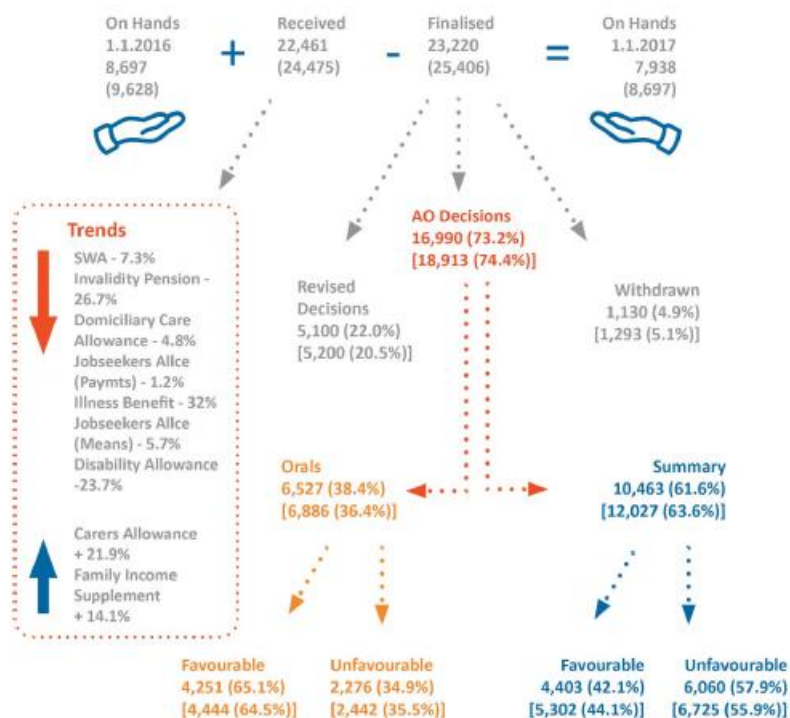 On Hands
1.1.2016
8,697
(9,628)
+
Received
22,461
(24,475)
-
Finalised
23,220
(25,406)
=
On Hands
1.1.2017
7,938
(8,697)
Trends
SWA - 7.3%
Invalidity Pension -
26.7%
Domiciliary Care
Allowance - 4.8%
Jobseekers Allce
(Paymts) - 1.2%
Illness Benefit - 32%
Jobseekers Allce
(Means) - 5.7%
Disability Allowance
-23.7%
Carers Allowance
+ 21.9%
Family Income
Supplement
+ 14.1%
AO Decisions
16,990 (73.2%)
[18,913 (74.4%)]
Revised
Decisions
5,100 (22.0%)
[5,200 (20.5%)]
Withdrawn
1,130 (4.9%)
[1,293 (5.1%)]
Orals
6,527 (38.4%)
[6,886 (36.4%)]
Summary
10,463 (61.6%)
[12,027 (63.6%)]
Favourable
4,251 (65.1%)
[4,444 (64.5%)]
Unfavourable
2,276 (34.9%)
[2,442 (35.5%)]
Favourable
4,403 (42.1%)
[5,302 (44.1%)]
Unfavourable
6,060 (57.9%)
[6,725 (55.9%)]